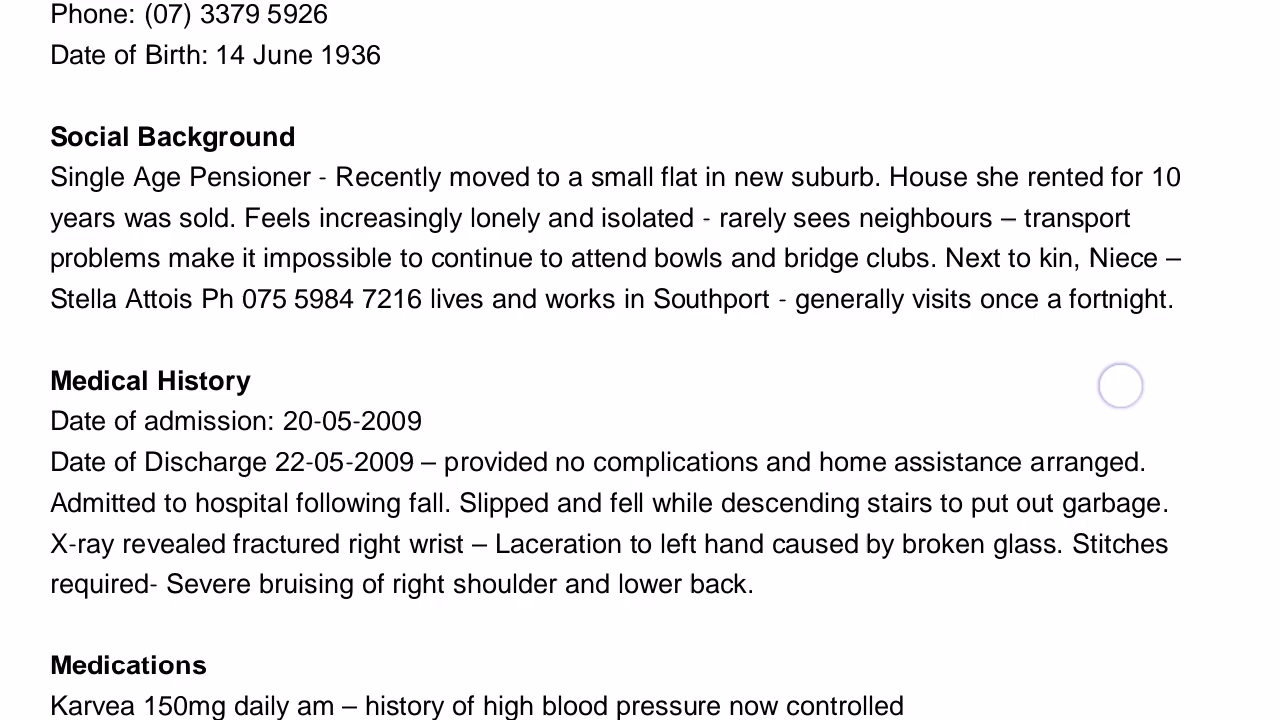 Phone: (07) 3379 5926
Date of Birth: 14 June 1936
Social Background
Single Age Pensioner - Recently moved to a small flat in new suburb. House she rented for 10
years was sold. Feels increasingly lonely and isolated - rarely sees neighbours – transport
problems make it impossible to continue to attend bowls and bridge clubs. Next to kin, Niece –
Stella Attois Ph 075 5984 7216 lives and works in Southport - generally visits once a fortnight.
Medical History
Date of admission: 20-05-2009
Date of Discharge 22-05-2009 – provided no complications and home assistance arranged.
Admitted to hospital following fall. Slipped and fell while descending stairs to put out garbage.
X-ray revealed fractured right wrist – Laceration to left hand caused by broken glass. Stitches
required- Severe bruising of right shoulder and lower back.
Medications
Karvea 150mg daily am – history of high blood pressure now controlled